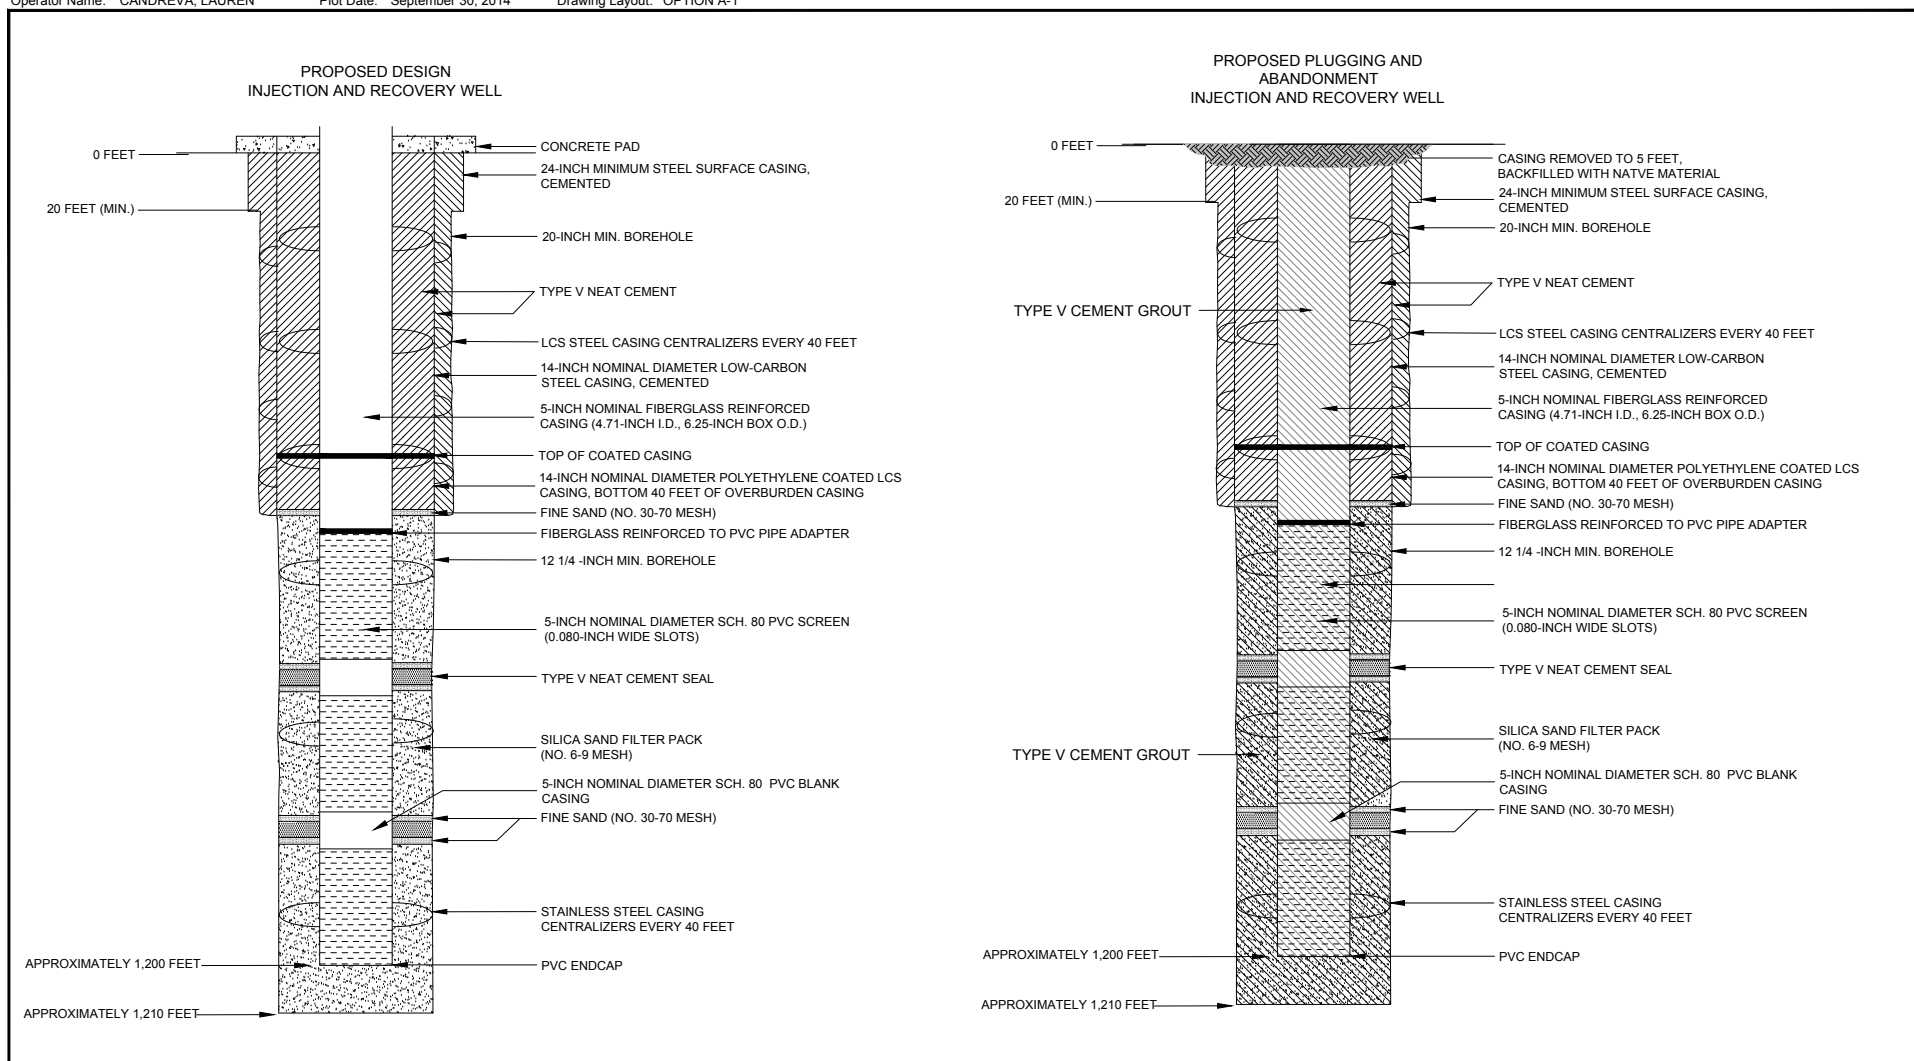 Operator Name: CANDREVA, LAUREN Plot Date: September 30, 2014 Drawing Layout: OPTION A-1
PROPOSED DESIGN
INJECTION AND RECOVERY WELL
0 FEET
20 FEET (MIN.)
CONCRETE PAD
24-INCH MINIMUM STEEL SURFACE CASING,
CEMENTED
20-INCH MIN. BOREHOLE
TYPE V NEAT CEMENT
LCS STEEL CASING CENTRALIZERS EVERY 40 FEET
14-INCH NOMINAL DIAMETER LOW-CARBON
STEEL CASING, CEMENTED
5-INCH NOMINAL FIBERGLASS REINFORCED
CASING (4.71-INCH I.D., 6.25-INCH BOX O.D.)
TOP OF COATED CASING
14-INCH NOMINAL DIAMETER POLYETHYLENE COATED LCS
CASING, BOTTOM 40 FEET OF OVERBURDEN CASING
FINE SAND (NO. 30-70 MESH)
FIBERGLASS REINFORCED TO PVC PIPE ADAPTER
12 1/4 -INCH MIN. BOREHOLE
5-INCH NOMINAL DIAMETER SCH. 80 PVC SCREEN
(0.080-INCH WIDE SLOTS)
TYPE V NEAT CEMENT SEAL
SILICA SAND FILTER PACK
(NO. 6-9 MESH)
5-INCH NOMINAL DIAMETER SCH. 80 PVC BLANK
CASING
FINE SAND (NO. 30-70 MESH)
STAINLESS STEEL CASING
CENTRALIZERS EVERY 40 FEET
APPROXIMATELY 1,200 FEET
PVC ENDCAP
APPROXIMATELY 1,210 FEET
PROPOSED PLUGGING AND
ABANDONMENT
INJECTION AND RECOVERY WELL
0 FEET
20 FEET (MIN.)
CASING REMOVED TO 5 FEET,
BACKFILLED WITH NATVE MATERIAL
24-INCH MINIMUM STEEL SURFACE CASING,
CEMENTED
20-INCH MIN. BOREHOLE
TYPE V NEAT CEMENT
TYPE V CEMENT GROUT
LCS STEEL CASING CENTRALIZERS EVERY 40 FEET
14-INCH NOMINAL DIAMETER LOW-CARBON
STEEL CASING, CEMENTED
5-INCH NOMINAL FIBERGLASS REINFORCED
CASING (4.71-INCH I.D., 6.25-INCH BOX O.D.)
TOP OF COATED CASING
14-INCH NOMINAL DIAMETER POLYETHYLENE COATED LCS
CASING, BOTTOM 40 FEET OF OVERBURDEN CASING
FINE SAND (NO. 30-70 MESH)
FIBERGLASS REINFORCED TO PVC PIPE ADAPTER
12 1/4 -INCH MIN. BOREHOLE
5-INCH NOMINAL DIAMETER SCH. 80 PVC SCREEN
(0.080-INCH WIDE SLOTS)
TYPE V NEAT CEMENT SEAL
SILICA SAND FILTER PACK
(NO. 6-9 MESH)
TYPE V CEMENT GROUT
5-INCH NOMINAL DIAMETER SCH. 80 PVC BLANK
CASING
FINE SAND (NO. 30-70 MESH)
STAINLESS STEEL CASING
CENTRALIZERS EVERY 40 FEET
APPROXIMATELY 1,200 FEET
PVC ENDCAP
APPROXIMATELY 1,210 FEET